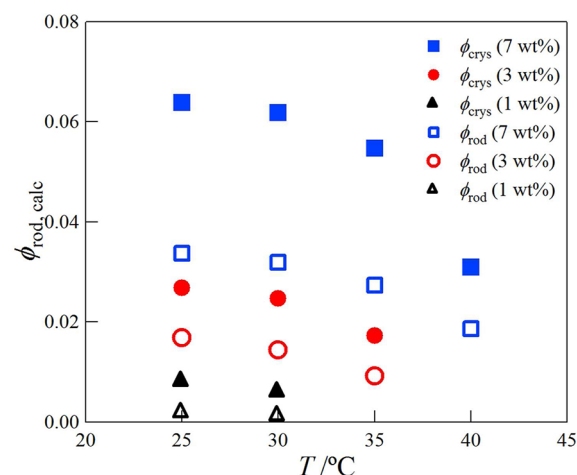 0.08
0.06
0.04
0.02
0.00
ϕrod, calc
ϕcrys (7 wt%)
ϕcrys (3 wt%)
ϕcrys (1 wt%)
ϕrod (7 wt%)
ϕrod (3 wt%)
ϕrod (1 wt%)
20 25 30 35 40 45
T /ºC